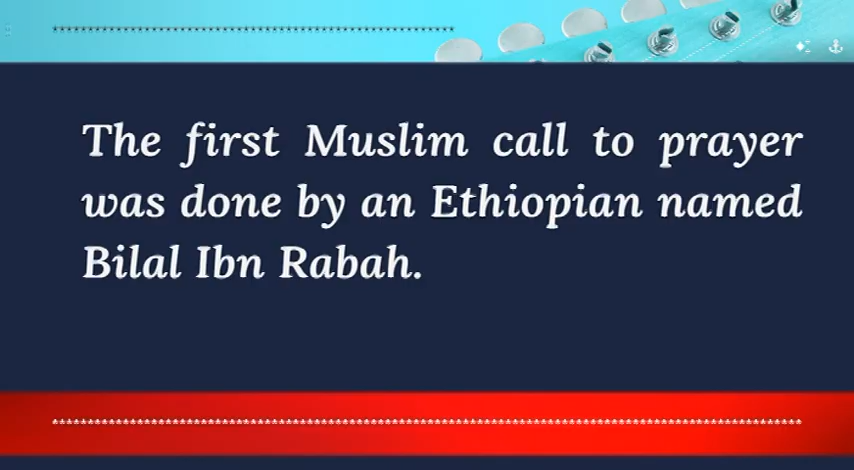 The first Muslim call to prayer
was done by an Ethiopian named
Bilal Ibn Rabah.